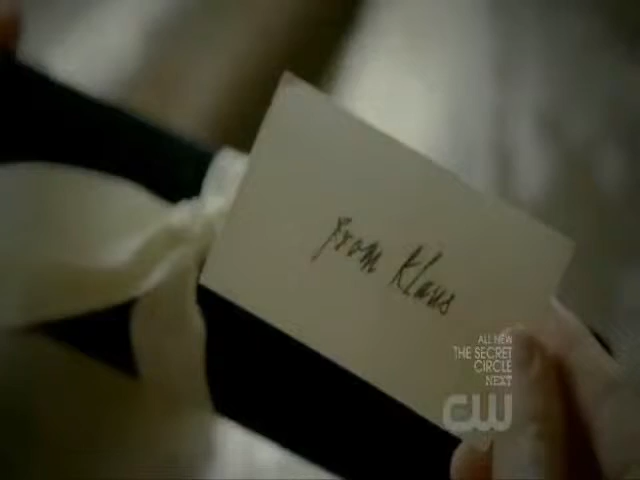 From Klaus
ALL NEW
THE SECRET
CIRCLE
NEXT
CW